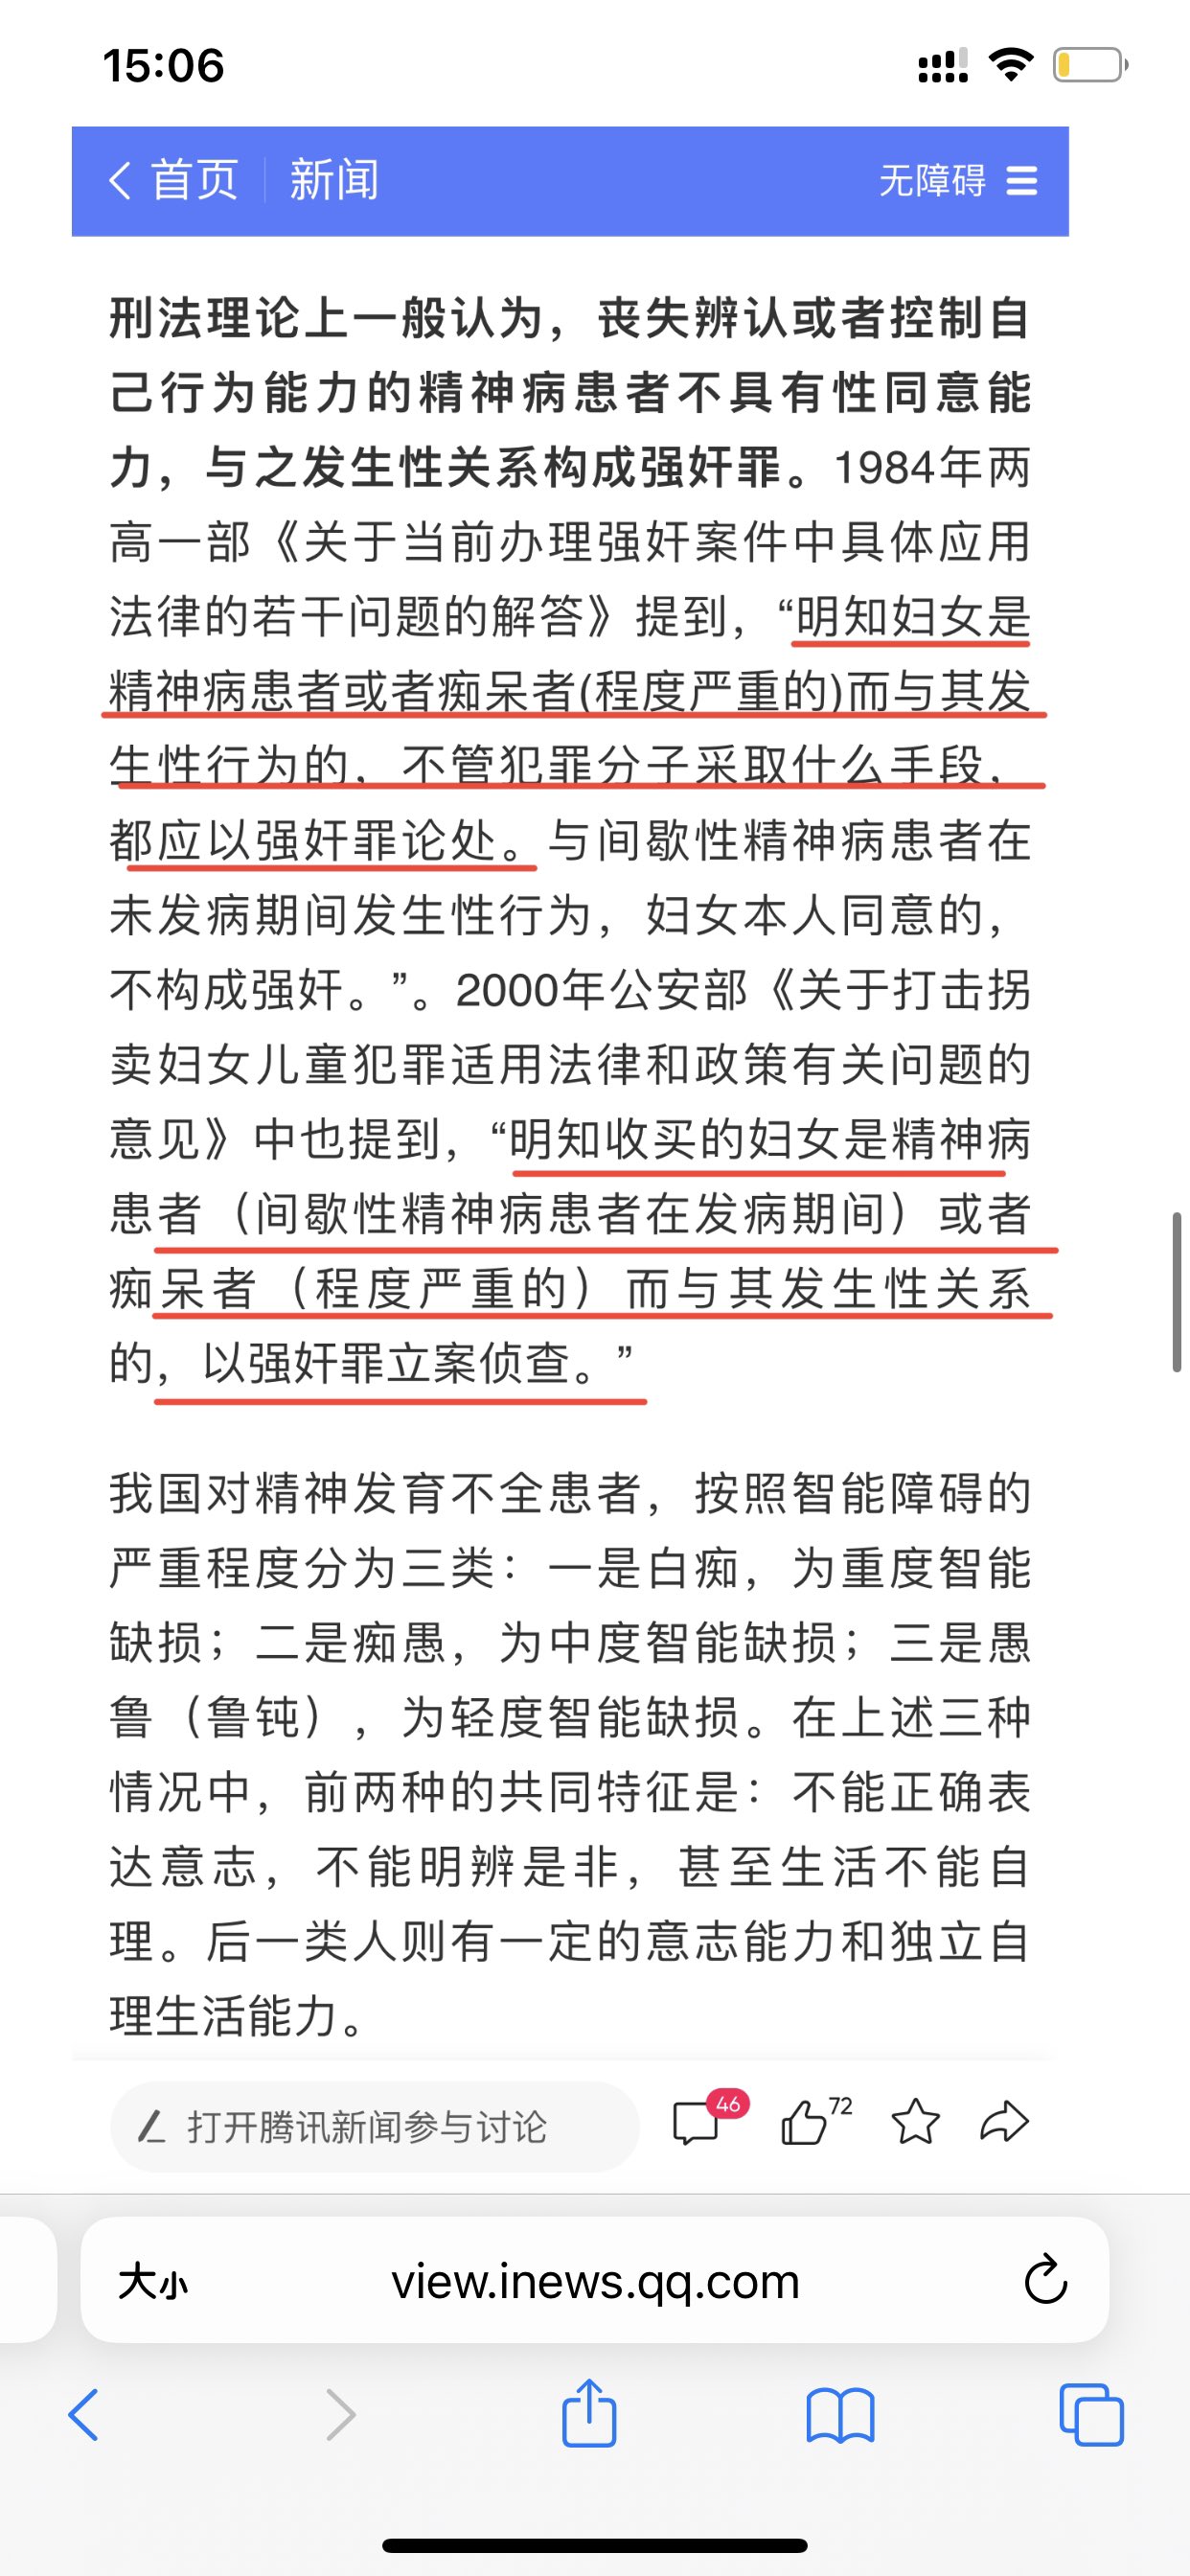 15:06
首页 新闻 无障碍
刑法理论上一般认为，丧失辨认或者控制自
己行为能力的精神病患者不具有性同意能
力，与之发生性关系构成强奸罪。1984年两
高一部《关于当前办理强奸案件中具体应用
法律的若干问题的解答》提到，“明知妇女是
精神病患者或者痴呆者(程度严重的)而与其发
生性行为的，不管犯罪分子采取什么手段，
都应以强奸罪论处。与间歇性精神病患者在
未发病期间发生性行为，妇女本人同意的，
不构成强奸。”。2000年公安部《关于打击拐
卖妇女儿童犯罪适用法律和政策有关问题的
意见》中也提到，“明知收买的妇女是精神病
患者（间歇性精神病患者在发病期间）或者
痴呆者（程度严重的）而与其发生性关系
的，以强奸罪立案侦查。”
我国对精神发育不全患者，按照智能障碍的
严重程度分为三类：一是白痴，为重度智能
缺损；二是痴愚，为中度智能缺损；三是愚
鲁（鲁钝），为轻度智能缺损。在上述三种
情况中，前两种的共同特征是：不能正确表
达意志，不能明辨是非，甚至生活不能自
理。后一类人则有一定的意志能力和独立自
理生活能力。
打开腾讯新闻参与讨论 46 72
大小 view.inews.qq.com